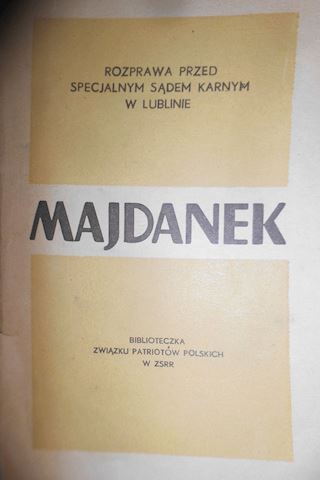 ROZPRAWA PRZED
SPECJALNYM SĄDEM KARNYM
W LUBLINIE
MAJDANEK
BIBLIOTECZKA
ZWIĄZKU PATRIOTÓW POLSKICH
W ZSRR